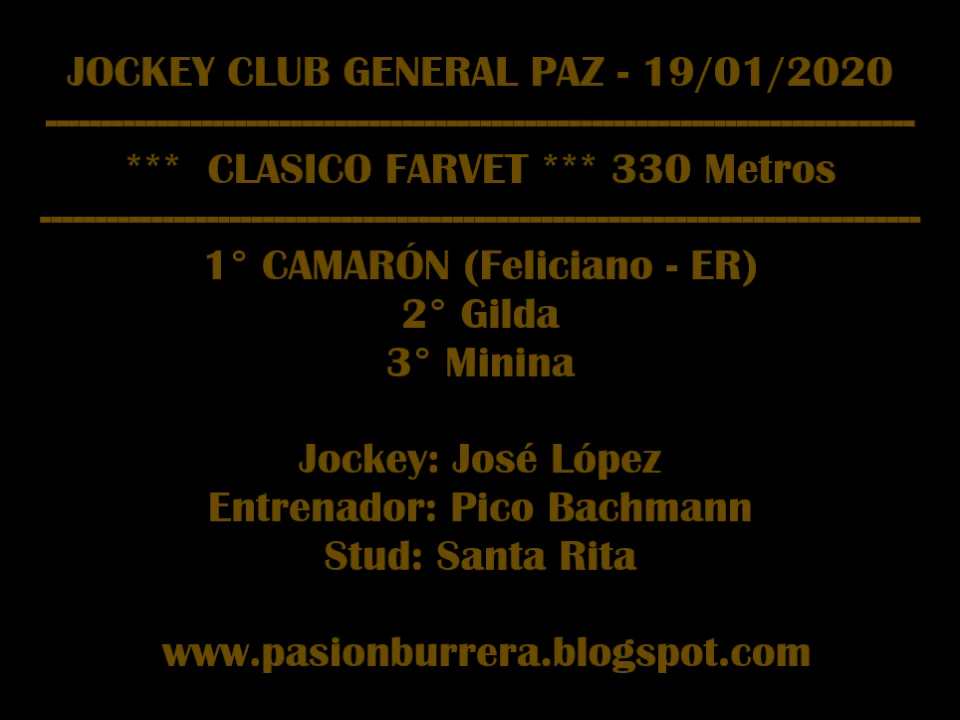 JOCKEY CLUB GENERAL PAZ - 19/01/2020
--------------------------------------------------------------------------------
*** CLASICO FARVET *** 330 Metros
---------------------------------------------------------------------------------
1° CAMARÓN (Feliciano - ER)
2° Gilda
3° Minina
Jockey: José López
Entrenador: Pico Bachmann
Stud: Santa Rita
www.pasionburrera.blogspot.com